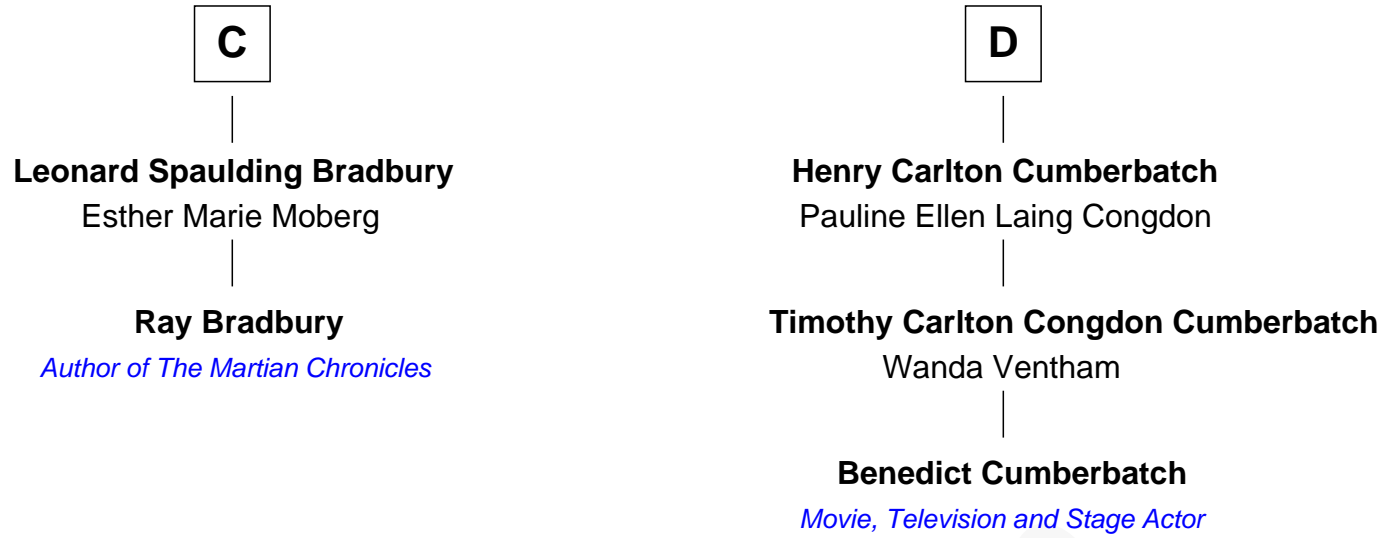 C
Leonard Spaulding Bradbury
Esther Marie Moberg
Ray Bradbury
Author of The Martian Chronicles
D
Henry Carlton Cumberbatch
Pauline Ellen Laing Congdon
Timothy Carlton Congdon Cumberbatch
Wanda Ventham
Benedict Cumberbatch
Movie, Television and Stage Actor